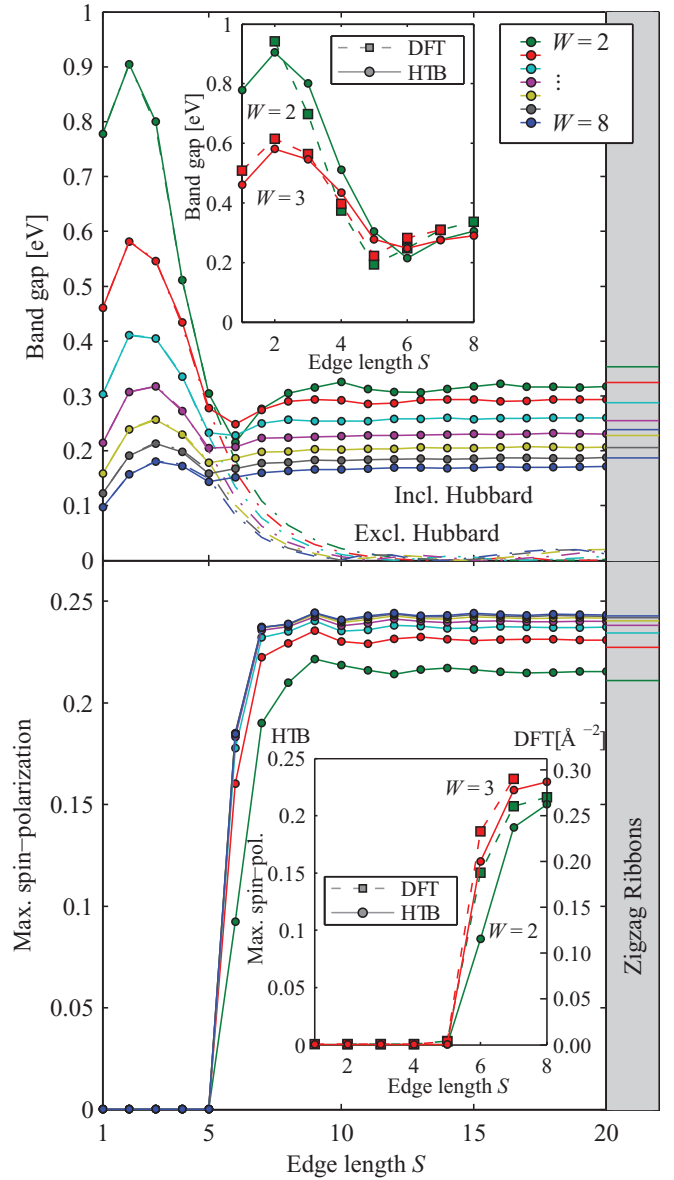 1
0.9
0.8
0.7
0.6
0.5
0.4
0.3
0.2
0.1
0
Band gap [eV]
1
0.8
0.6
0.4
0.2
0
Band gap [eV]
2
4
6
8
Edge length S
DFT
HTB
W = 2
W = 3
W = 2
⋮
W = 8
Incl. Hubbard
Excl. Hubbard
0.25
0.2
0.15
0.1
0.05
0
Max. spin−polarization
HTB
DFT[Å −2]
0.25
0.2
0.15
0.1
0.05
0
Max. spin−pol.
0.30
0.25
0.20
0.15
0.10
0.05
0.00
W = 3
DFT
HTB
W = 2
2
4
6
8
Edge length S
Zigzag Ribbons
1
5
10
15
20
Edge length S